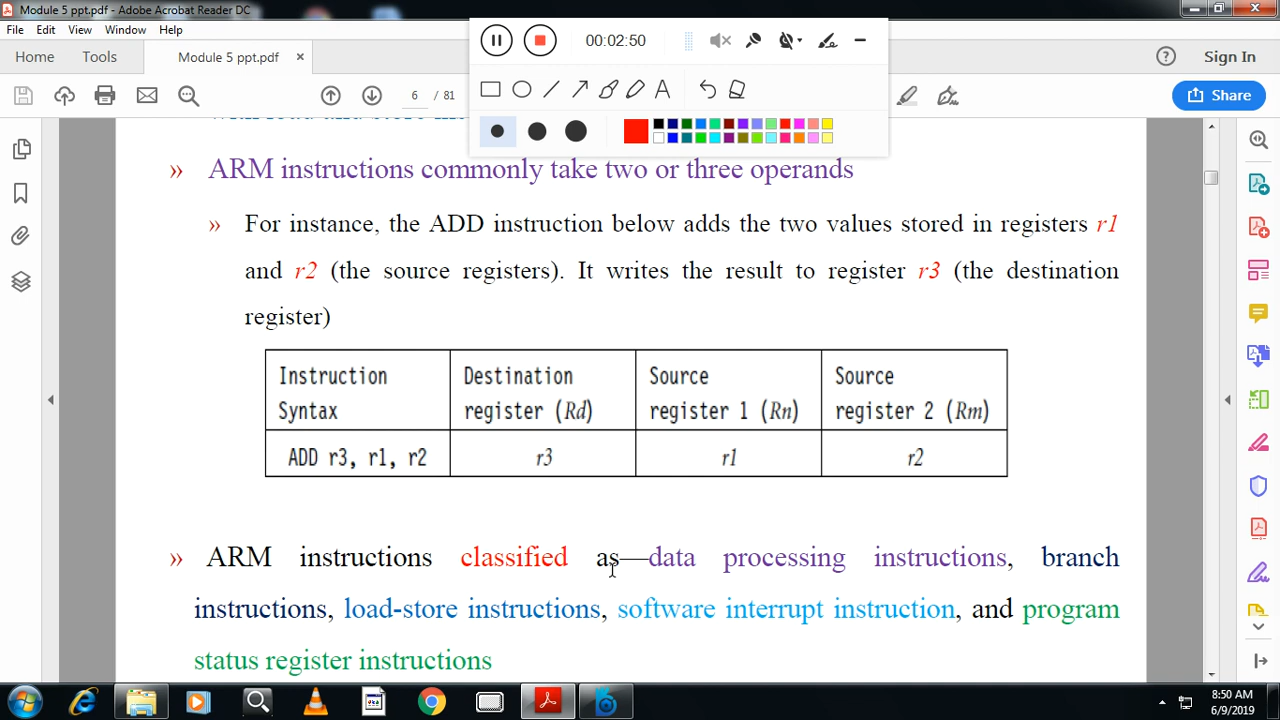 Module 5 ppt.pdf - Adobe Acrobat Reader DC
File Edit View Window Help
00:02:50
Home Tools Module 5 ppt.pdf × Sign In
6 / 81
Share
» ARM instructions commonly take two or three operands
» For instance, the ADD instruction below adds the two values stored in registers r1
and r2 (the source registers). It writes the result to register r3 (the destination
register)
Instruction Syntax Destination register (Rd) Source register 1 (Rn) Source register 2 (Rm)
ADD r3, r1, r2 r3 r1 r2
» ARM instructions classified as—data processing instructions, branch
instructions, load-store instructions, software interrupt instruction, and program
status register instructions
8:50 AM
6/9/2019